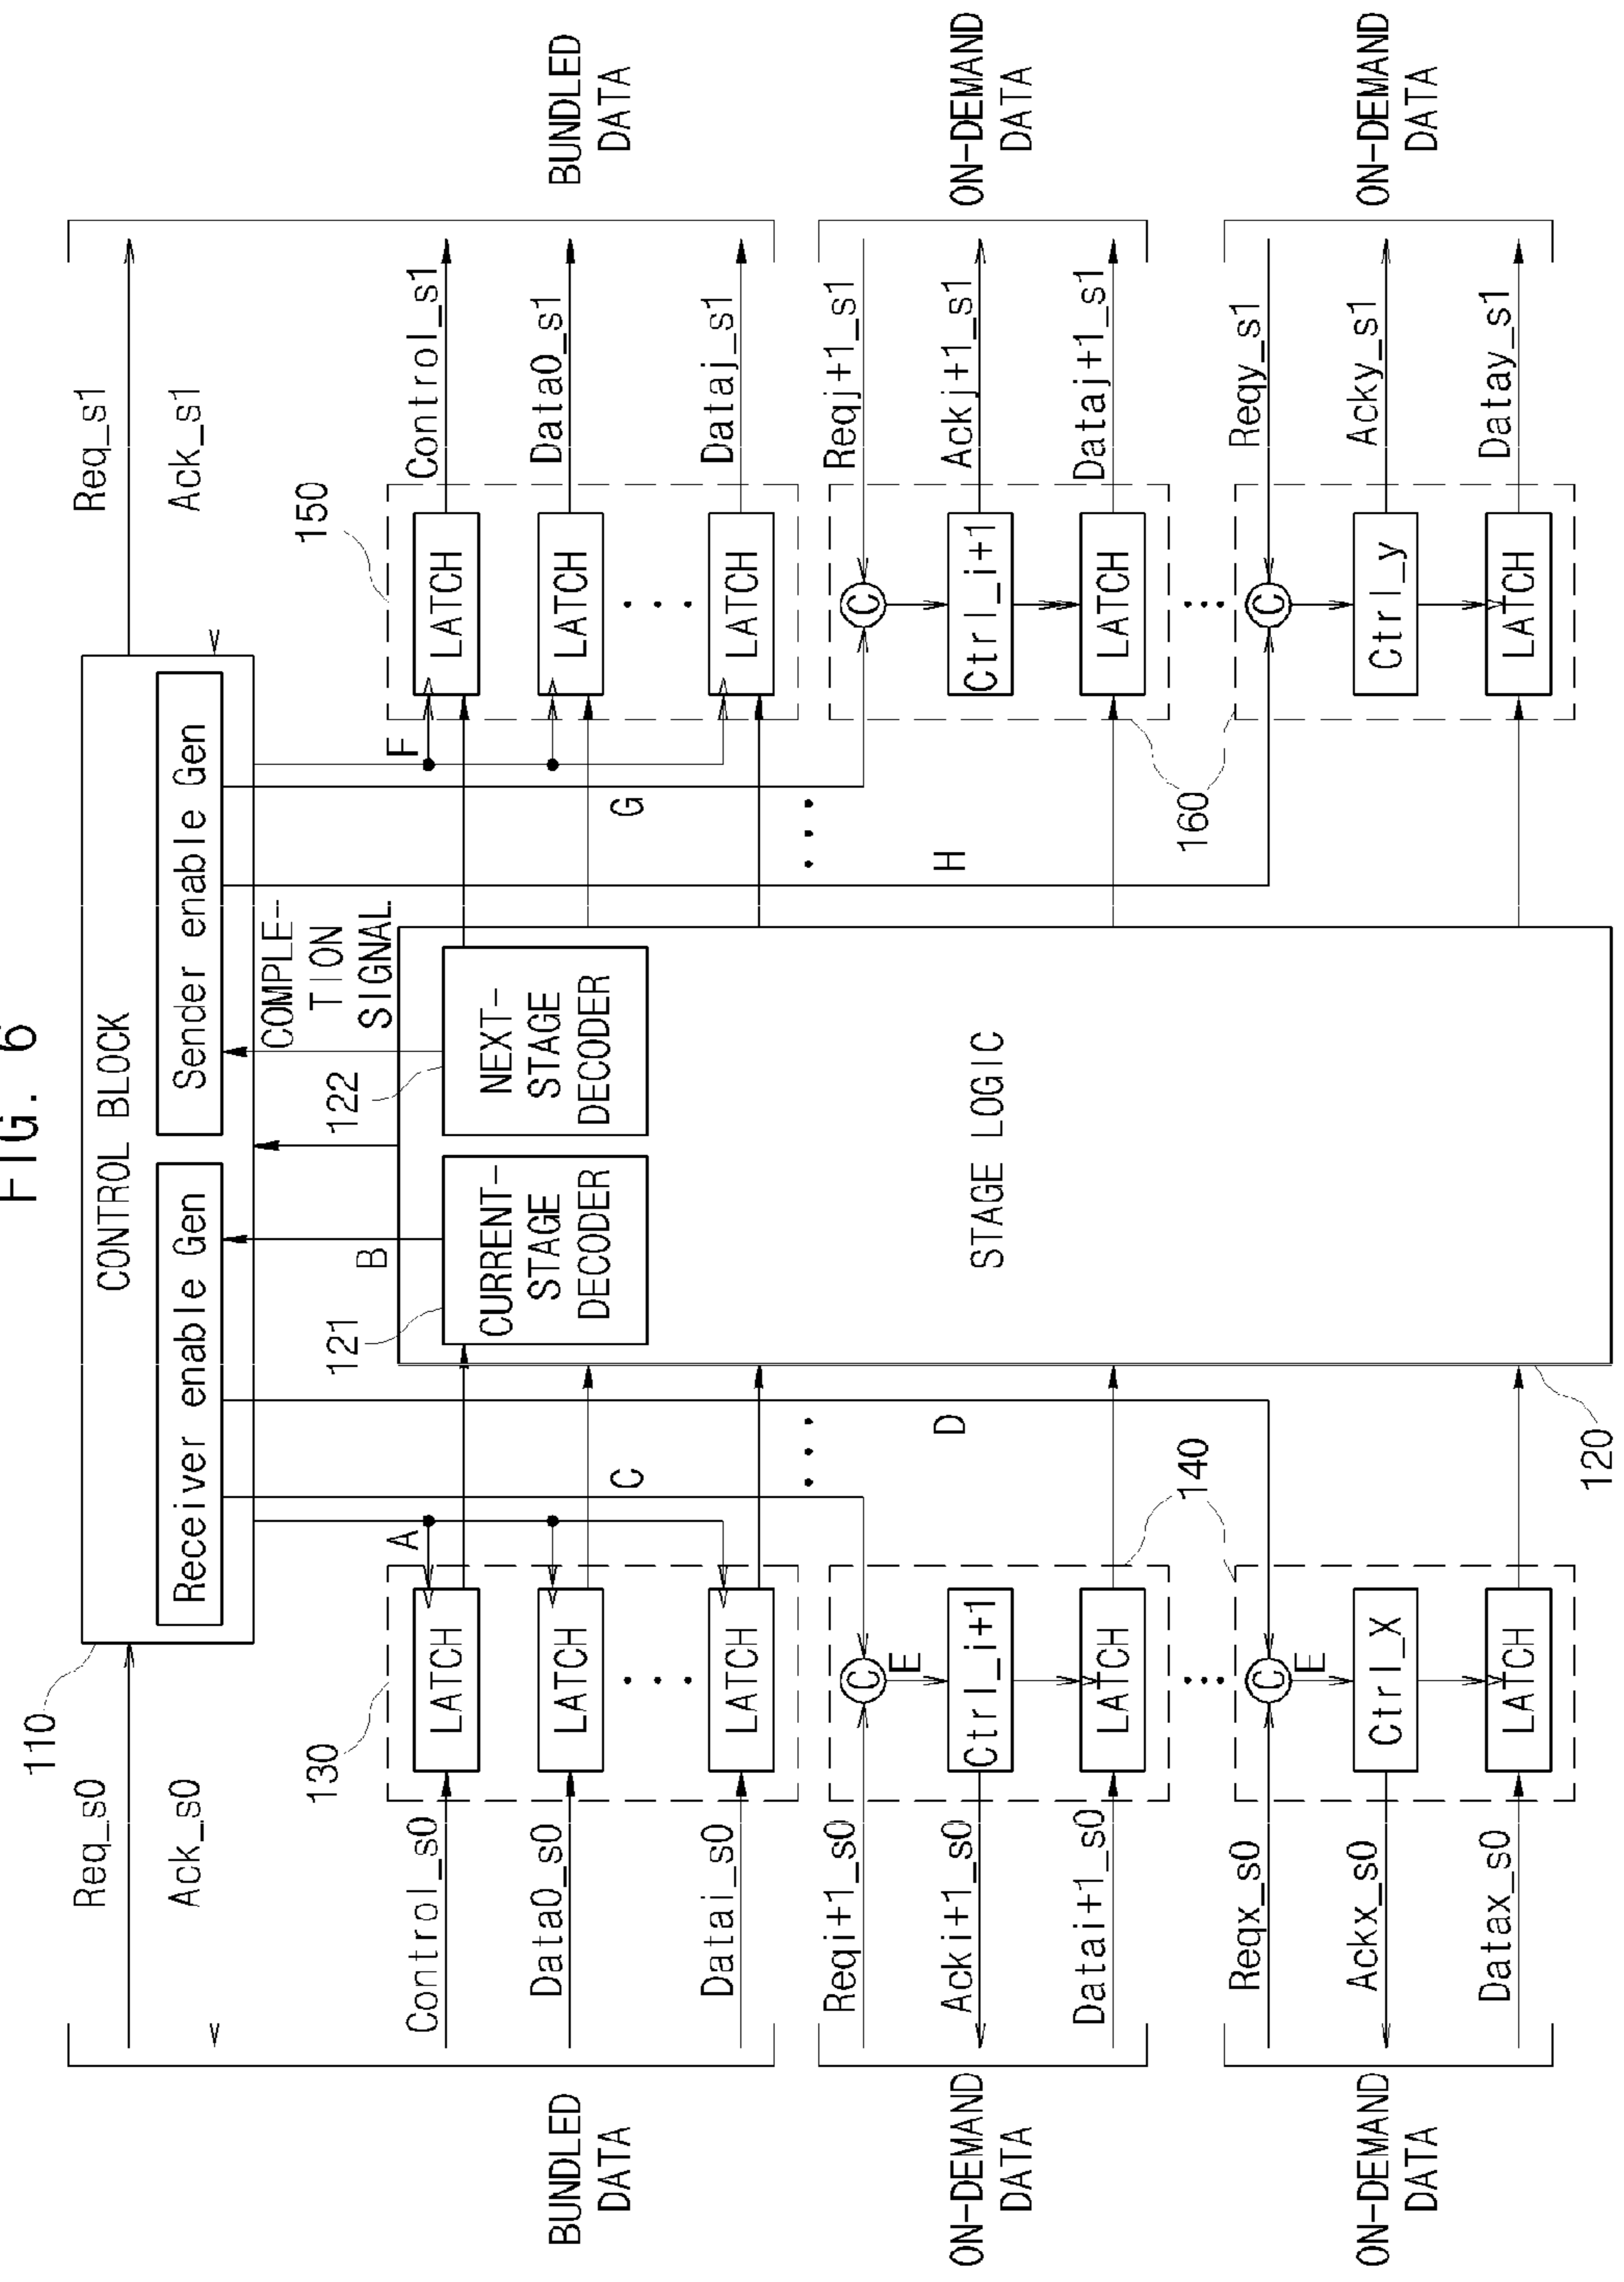 FIG. 6
110
CONTROL BLOCK
Req_s0
Req_s1
Receiver enable Gen
Sender enable Gen
Ack_s0
Ack_s1
COMPLE-
TION
SIGNAL
130
121
B
122
150
A
F
Control_s0
LATCH
CURRENT-
STAGE
DECODER
NEXT-
STAGE
DECODER
LATCH
Control_s1
BUNDLED
DATA
Data0_s0
LATCH
LATCH
Data0_s1
BUNDLED
DATA
...
C
G
...
Datai_s0
LATCH
LATCH
Dataj_s1
...
...
Reqi+1_s0
C
C
Reqj+1_s1
E
ON-DEMAND
DATA
Acki+1_s0
Ctrl_i+1
D
STAGE LOGIC
H
Ctrl_i+1
Ackj+1_s1
ON-DEMAND
DATA
Datai+1_s0
LATCH
LATCH
Dataj+1_s1
140
160
...
...
Reqx_s0
C
C
Reqy_s1
E
ON-DEMAND
DATA
Ackx_s0
Ctrl_X
Ctrl_y
Acky_s1
ON-DEMAND
DATA
Datax_s0
LATCH
LATCH
Datay_s1
120